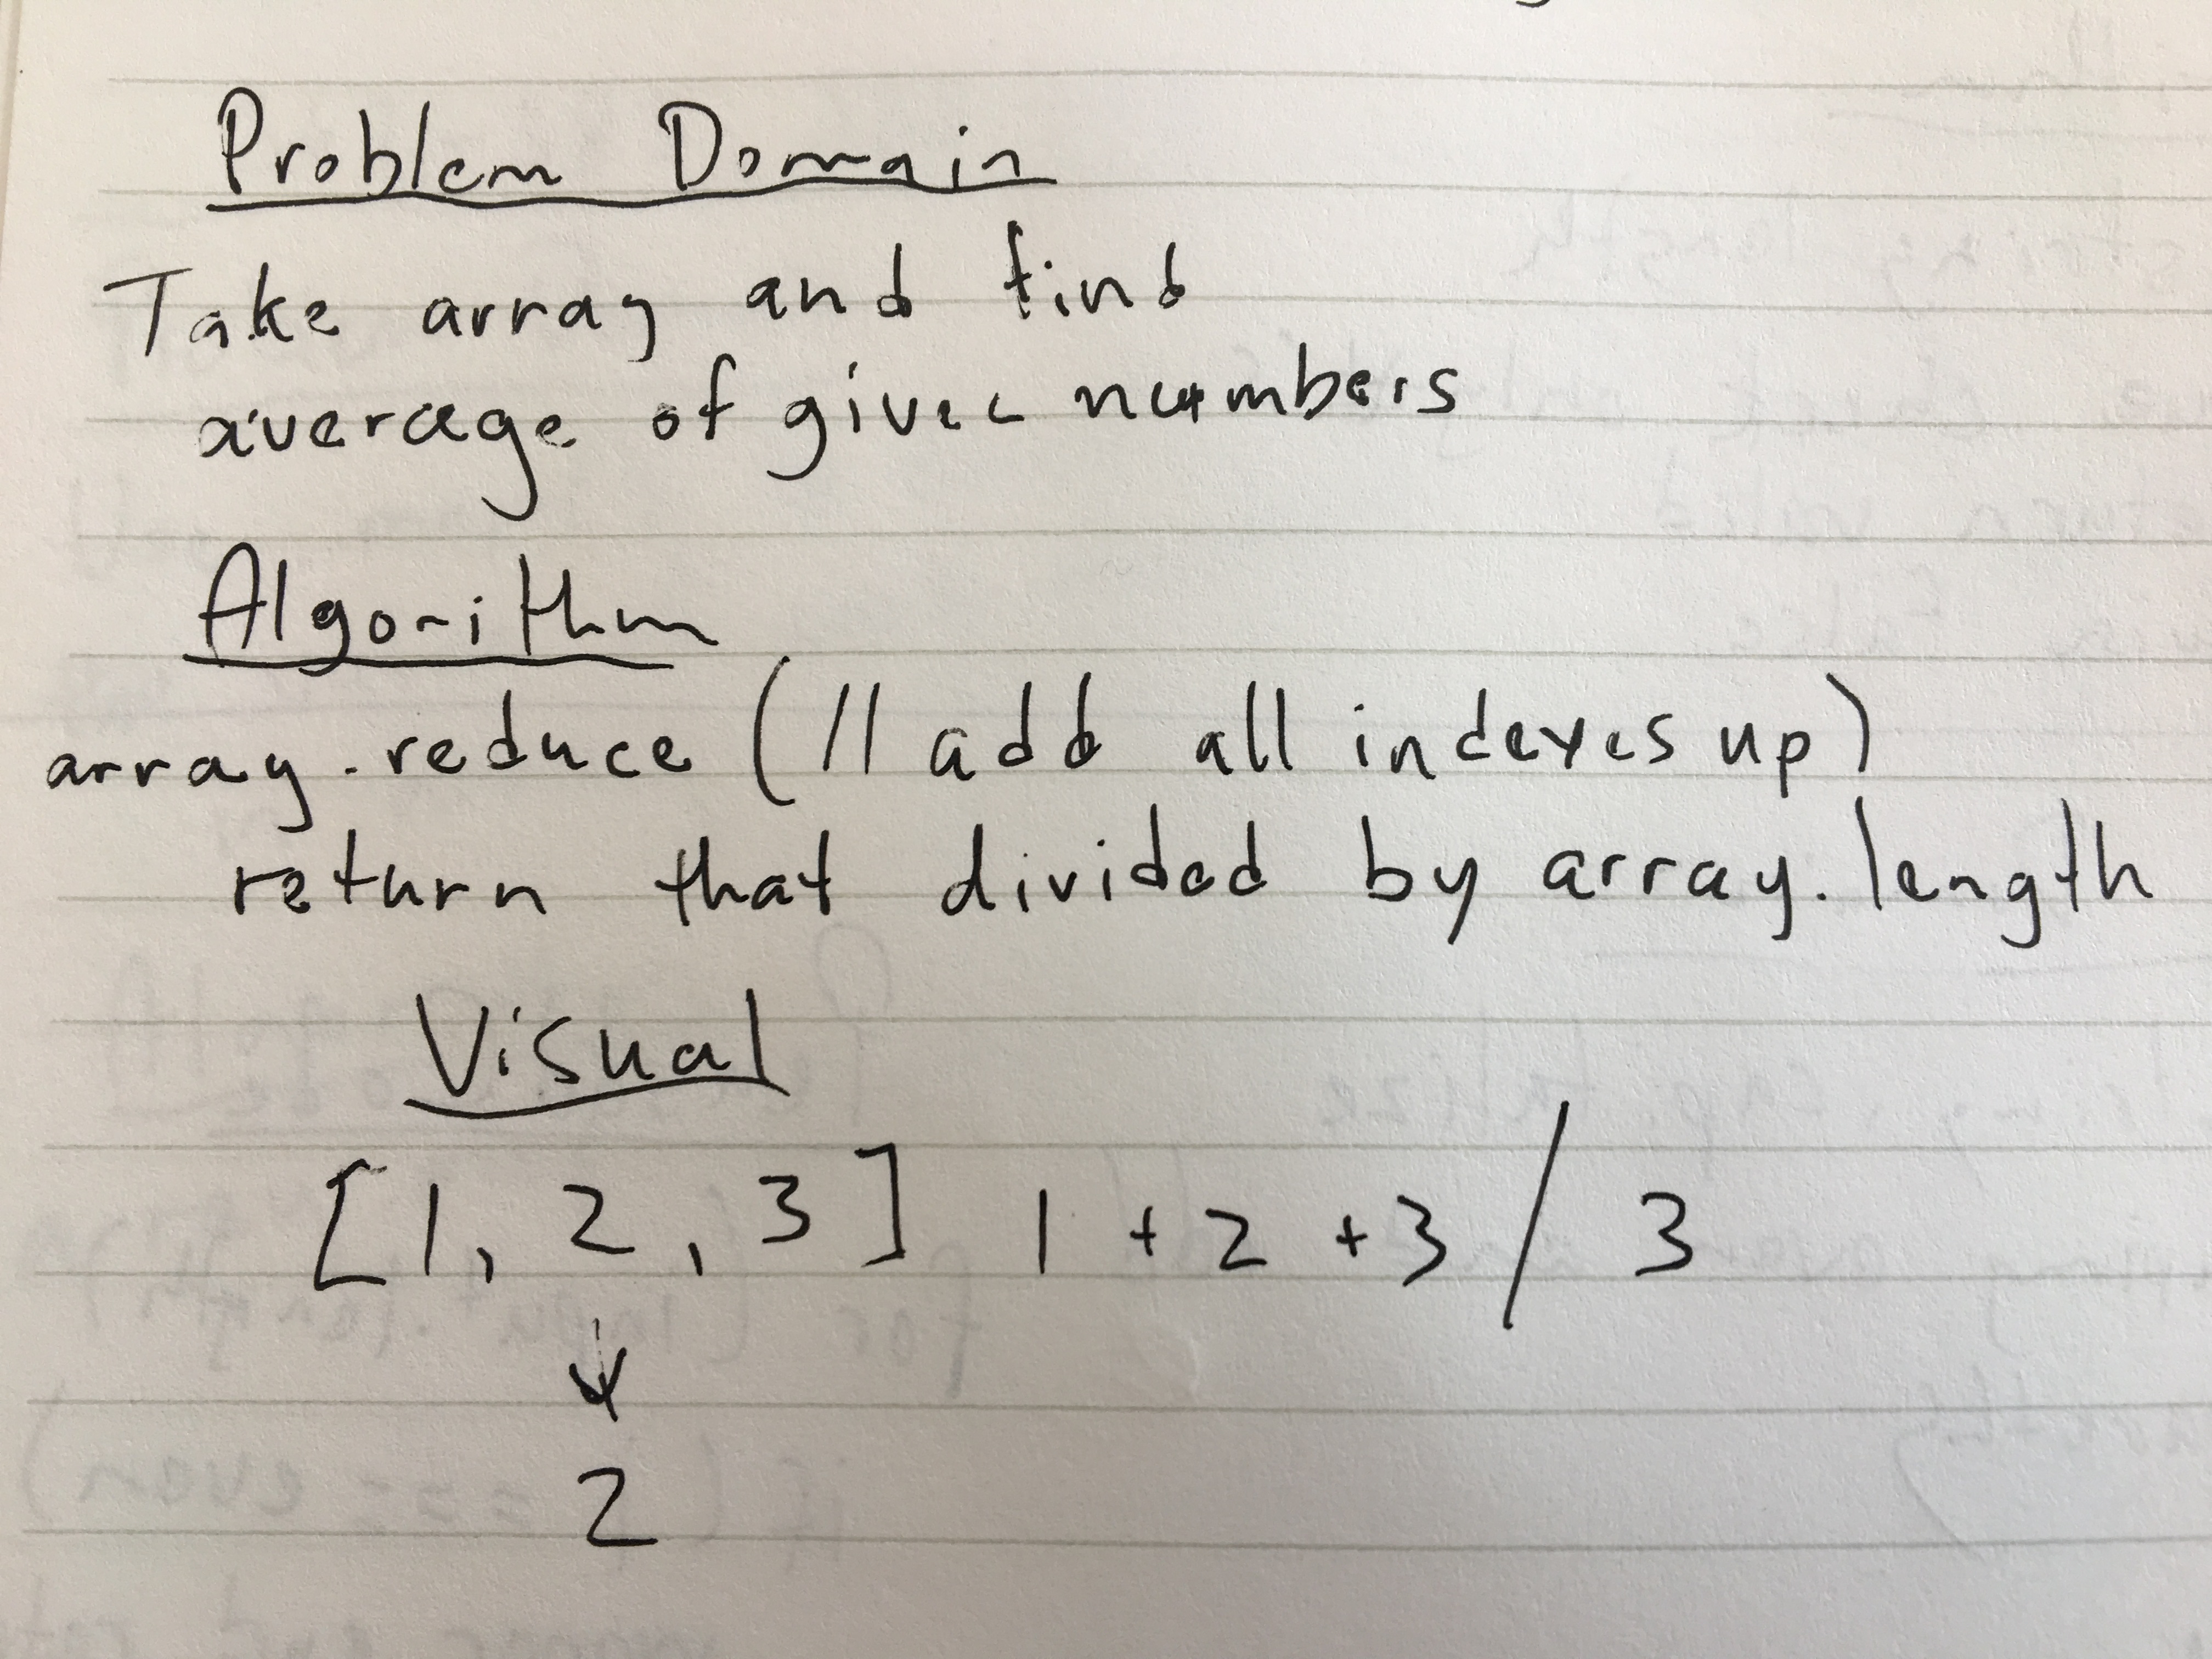 Problem Domain
Take array and find
average of given numbers
Algorithm
array.reduce (// add all indexes up)
return that divided by array.length
Visual
[1, 2, 3] 1 + 2 + 3 / 3
↓
2